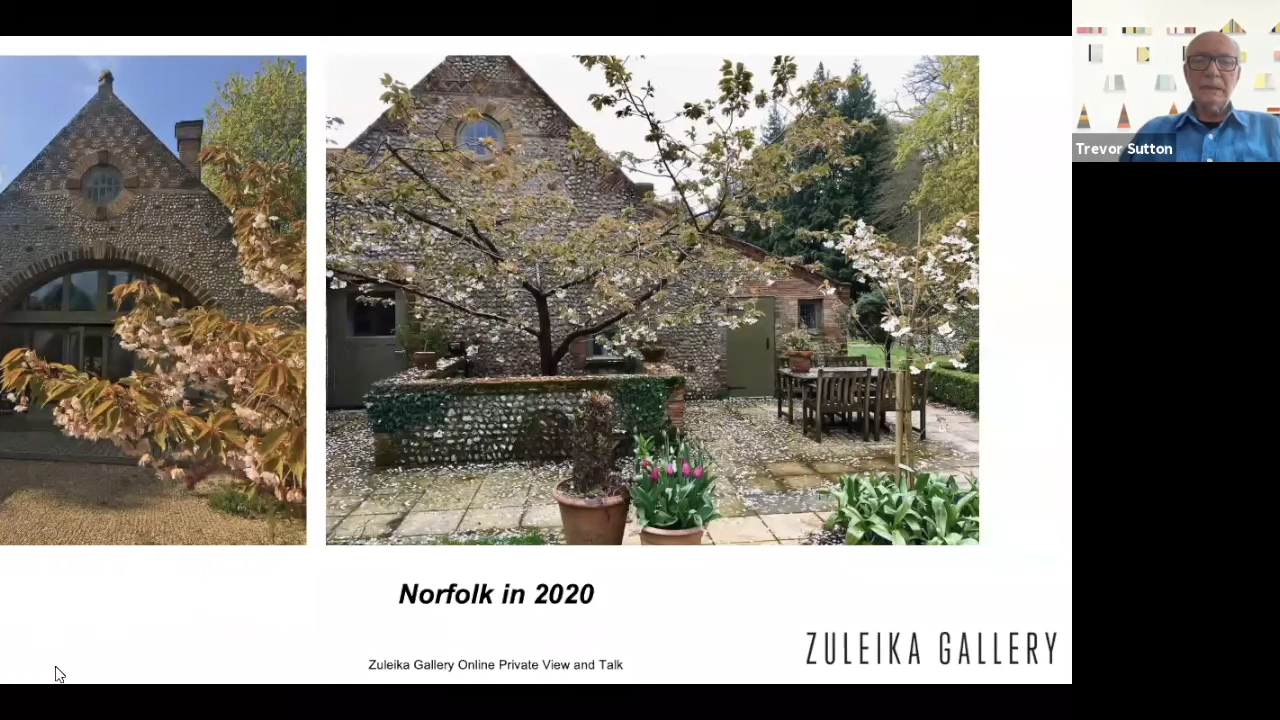 Trevor Sutton
Norfolk in 2020
ZULEIKA GALLERY
Zuleika Gallery Online Private View and Talk